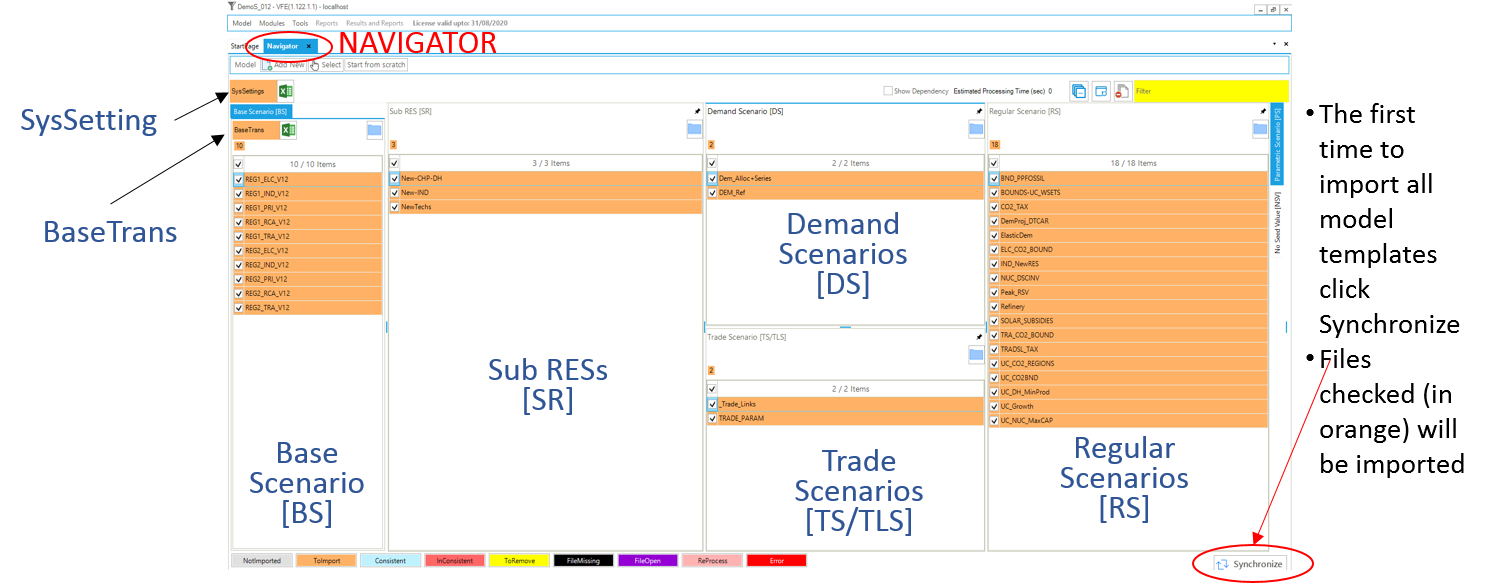 DemoS_012 - VFE(1.122.1.1) - localhost
Model Modules Tools Reports Results and Reports License valid upto: 31/08/2020
StartPage Navigator × NAVIGATOR
Model Add New Select Start from scratch
SysSettings
Show Dependency Estimated Processing Time (sec) 0 Filter
SysSetting
BaseTrans
Base Scenario [BS]
BaseTrans
10
10 / 10 Items
REG1_ELC_V12
REG1_IND_V12
REG1_PRI_V12
REG1_RCA_V12
REG1_TRA_V12
REG2_ELC_V12
REG2_IND_V12
REG2_PRI_V12
REG2_RCA_V12
REG2_TRA_V12
Base
Scenario
[BS]
Sub RES [SR]
3
3 / 3 Items
New-CHP-DH
New-IND
NewTechs
Sub RESs
[SR]
Demand Scenario [DS]
2
2 / 2 Items
Dem_Alloc+Series
DEM_Ref
Demand
Scenarios
[DS]
Trade Scenario [TS/TLS]
2
2 / 2 Items
_Trade_Links
TRADE_PARAM
Trade
Scenarios
[TS/TLS]
Regular Scenario [RS]
18
18 / 18 Items
BND_PPFOSSIL
BOUNDS-UC_WSETS
CO2_TAX
DemProj_DTCAR
ElasticDem
ELC_CO2_BOUND
IND_NewRES
NUC_DSCINV
Peak_RSV
Refinery
SOLAR_SUBSIDIES
TRA_CO2_BOUND
TRADSL_TAX
UC_CO2_REGIONS
UC_CO2BND
UC_DH_MinProd
UC_Growth
UC_NUC_MaxCAP
Regular
Scenarios
[RS]
Parametric Scenario [PS]
No Seed Value [NSV]
• The first
time to
import all
model
templates
click
Synchronize
• Files
checked (in
orange) will
be imported
NotImported ToImport Consistent InConsistent ToRemove FileMissing FileOpen ReProcess Error
Synchronize